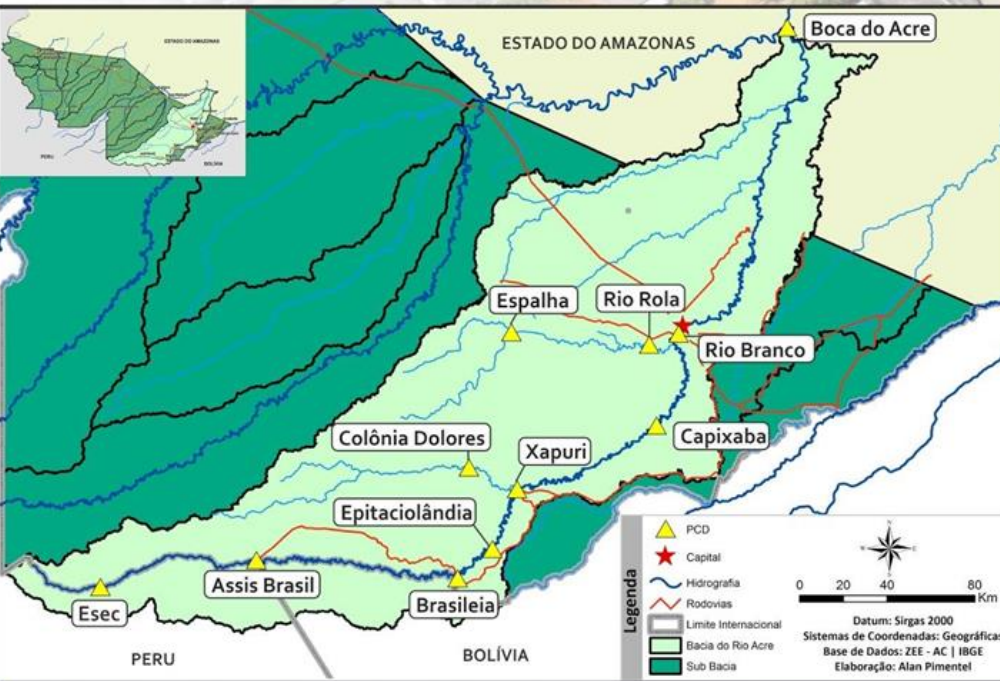 ESTADO DO AMAZONAS
PERU
BOLÍVIA
ESTADO DO AMAZONAS
Boca do Acre
Espalha
Rio Rola
Rio Branco
Colônia Dolores
Xapuri
Capixaba
Epitaciolândia
Assis Brasil
Esec
Brasileia
PERU
BOLÍVIA
Legenda
PCD
Capital
Hidrografia
Rodovias
Limite Internacional
Bacia do Rio Acre
Sub Bacia
N
W
E
S
0 20 40 80
Km
Datum: Sirgas 2000
Sistemas de Coordenadas: Geográficas
Base de Dados: ZEE - AC | IBGE
Elaboração: Alan Pimentel